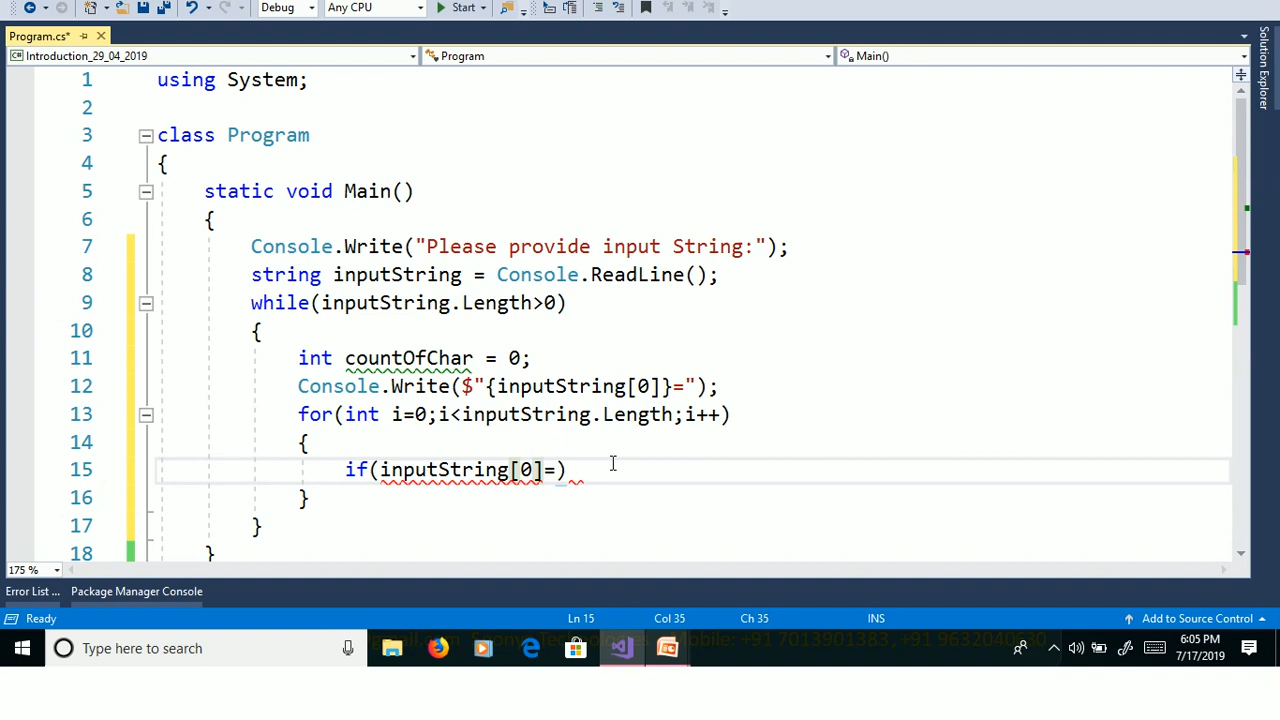 Debug Any CPU Start
Program.cs*
Introduction_29_04_2019 Program Main()
Solution Explorer
1 using System;
2
3 class Program
4 {
5 static void Main()
6 {
7 Console.Write("Please provide input String:");
8 string inputString = Console.ReadLine();
9 while(inputString.Length>0)
10 {
11 int countOfChar = 0;
12 Console.Write($"{inputString[0]}=");
13 for(int i=0;i<inputString.Length;i++)
14 {
15 if(inputString[0]=)
16 }
17 }
18 }
175 %
Error List ... Package Manager Console
Ready Ln 15 Col 35 Ch 35 INS Add to Source Control
Type here to search
Mobile: +91 7013901383, +91
6:05 PM
7/17/2019